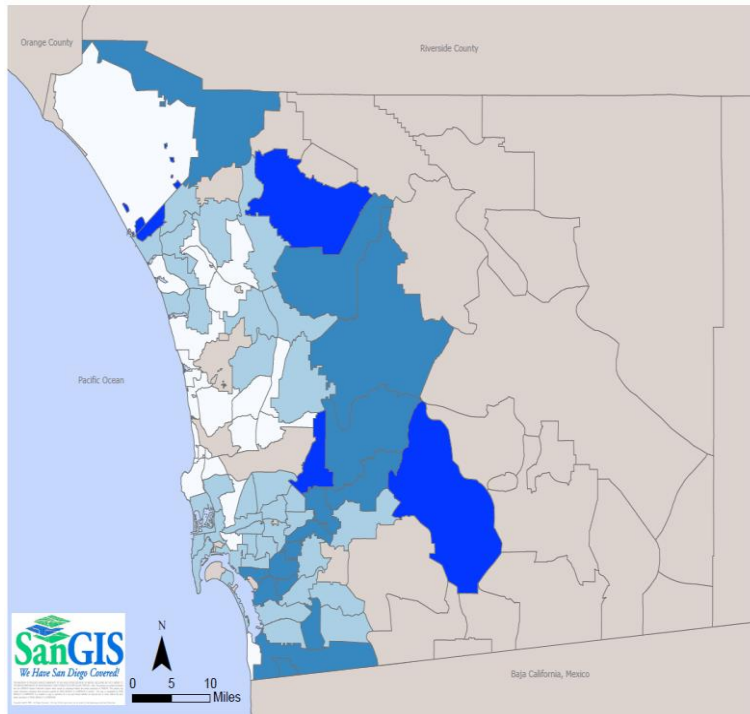 Orange County
Riverside County
Pacific Ocean
SanGIS
We Have San Diego Covered!
N
0 5 10
Miles
Baja California, Mexico